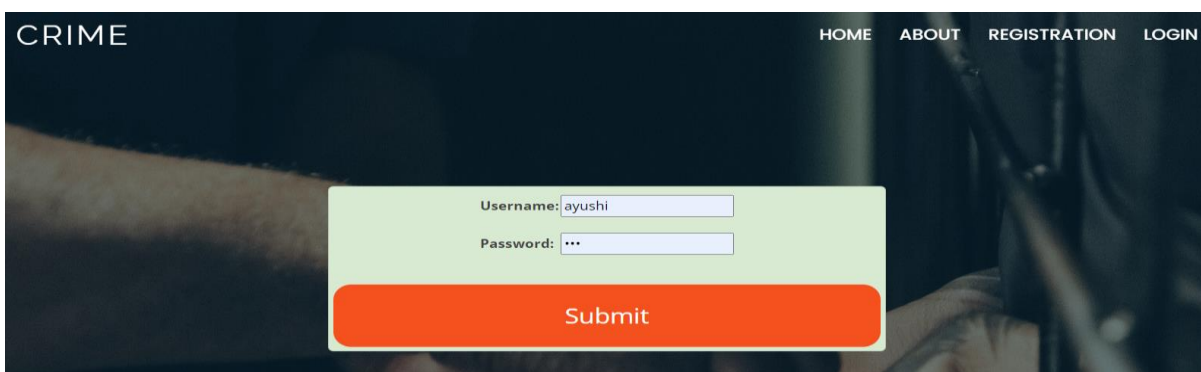 CRIME HOME ABOUT REGISTRATION LOGIN
Username: ayushi
Password: •••
Submit